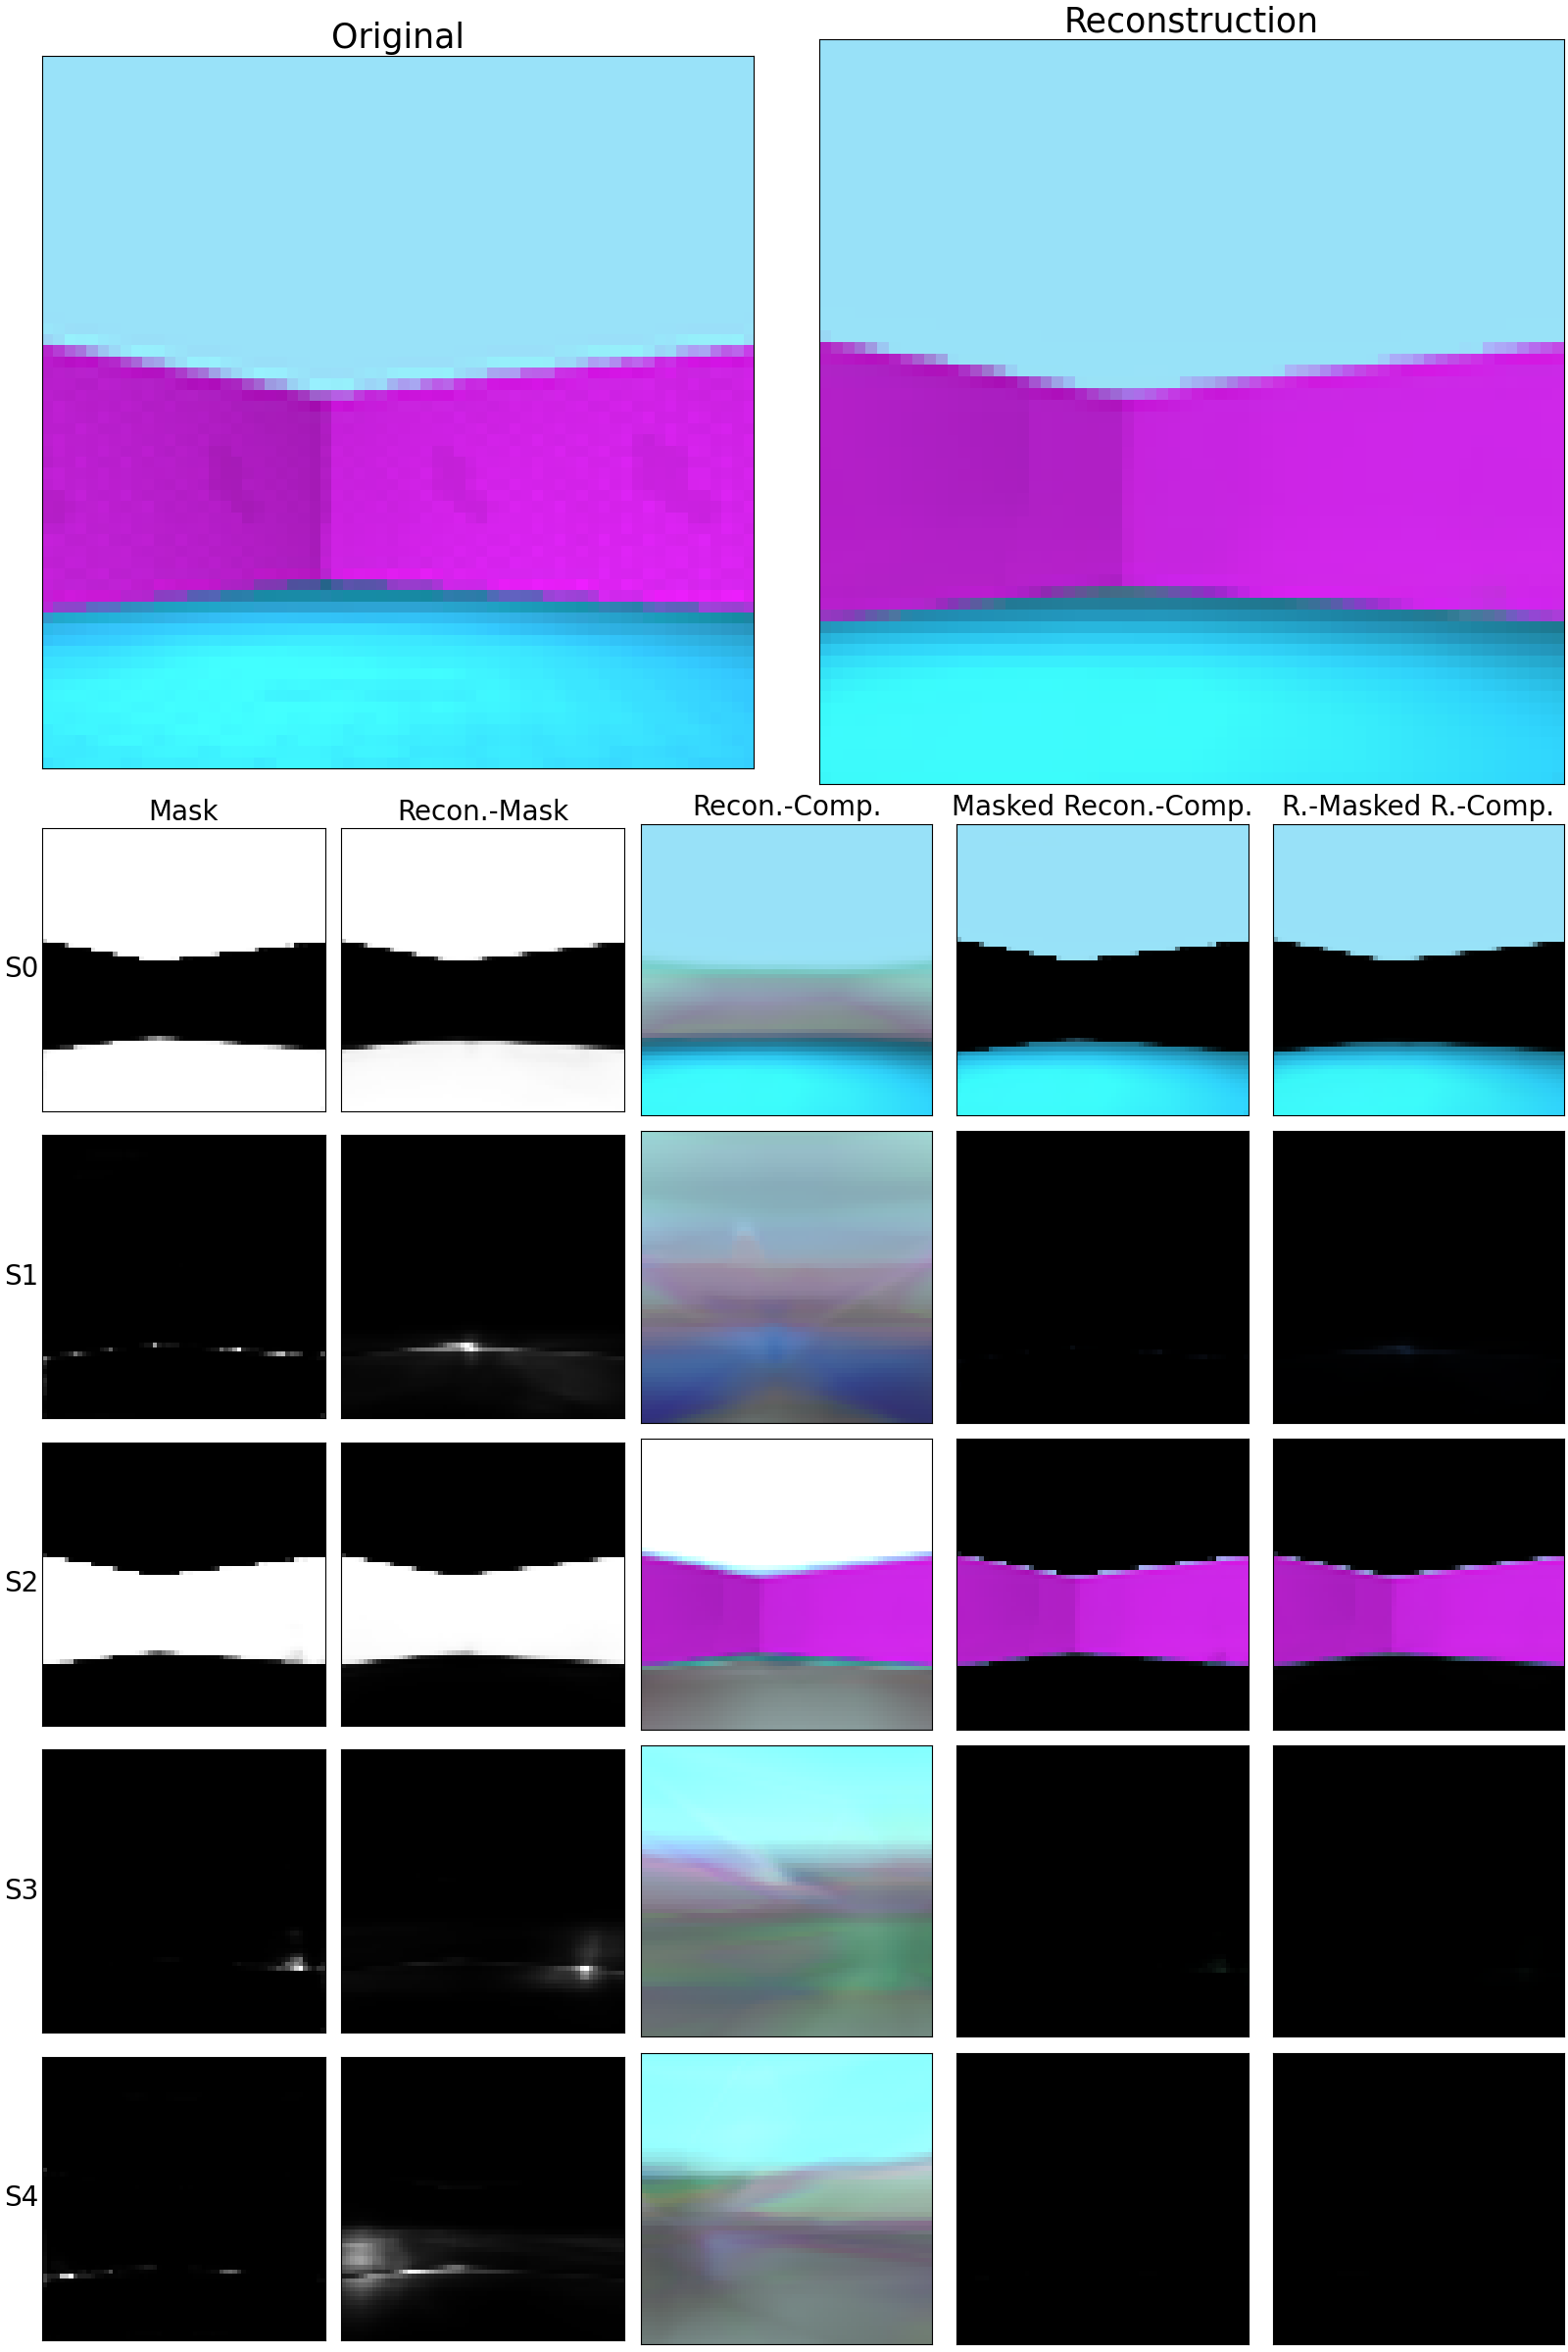 Original
Reconstruction
Mask
Recon.-Mask
Recon.-Comp.
Masked Recon.-Comp.
R.-Masked R.-Comp.
S0
S1
S2
S3
S4